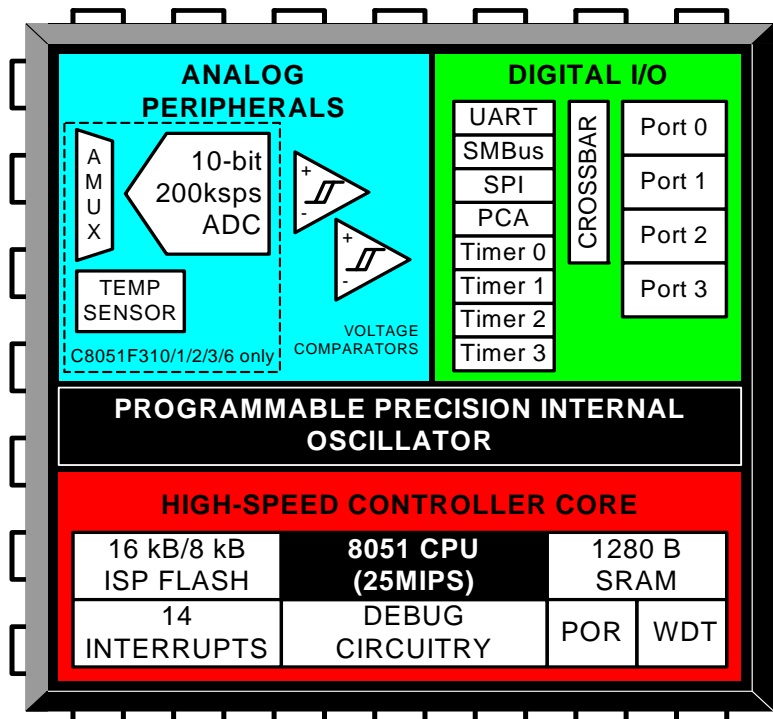 ANALOG
PERIPHERALS
A
M
U
X
10-bit
200ksps
ADC
+
-
+
-
TEMP
SENSOR
VOLTAGE
COMPARATORS
C8051F310/1/2/3/6 only
DIGITAL I/O
UART
SMBus
SPI
PCA
Timer 0
Timer 1
Timer 2
Timer 3
CROSSBAR
Port 0
Port 1
Port 2
Port 3
PROGRAMMABLE PRECISION INTERNAL
OSCILLATOR
HIGH-SPEED CONTROLLER CORE
16 kB/8 kB
ISP FLASH
8051 CPU
(25MIPS)
1280 B
SRAM
14
INTERRUPTS
DEBUG
CIRCUITRY
POR
WDT